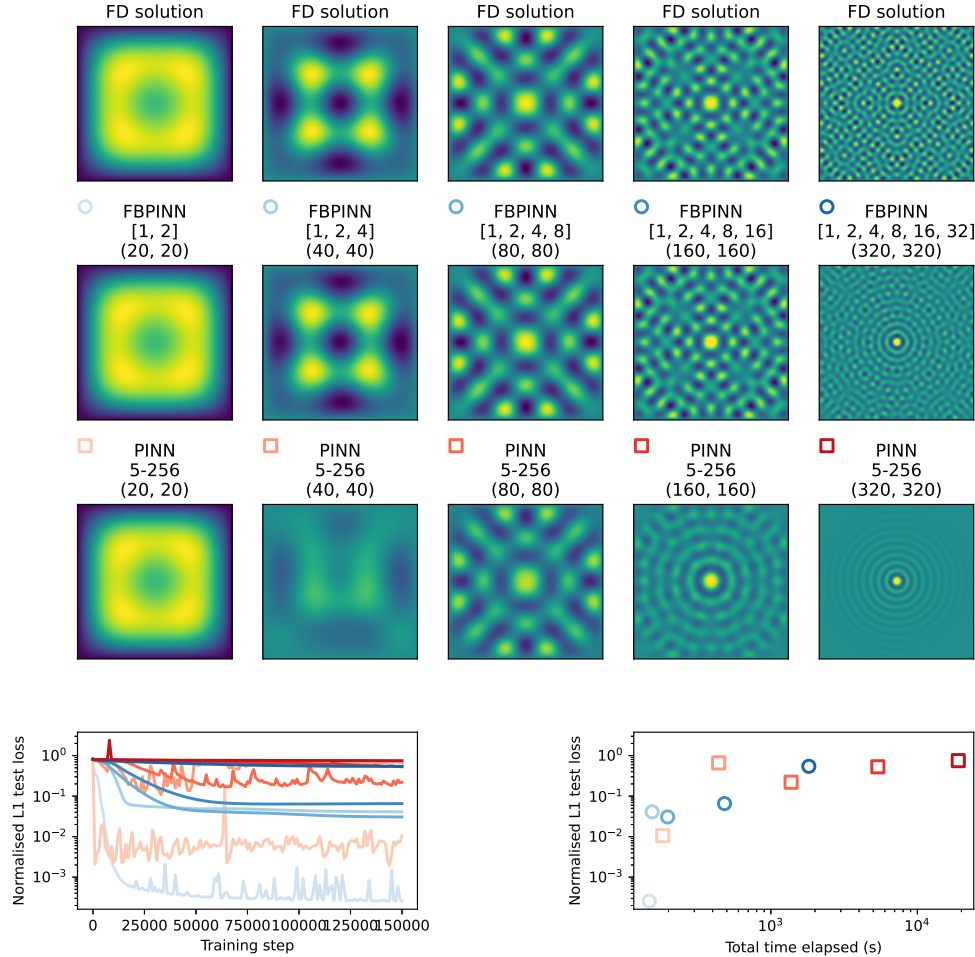 FD solution FD solution FD solution FD solution FD solution
FBPINN FBPINN FBPINN FBPINN FBPINN
[1, 2] [1, 2, 4] [1, 2, 4, 8] [1, 2, 4, 8, 16] [1, 2, 4, 8, 16, 32]
(20, 20) (40, 40) (80, 80) (160, 160) (320, 320)
PINN PINN PINN PINN PINN
5-256 5-256 5-256 5-256 5-256
(20, 20) (40, 40) (80, 80) (160, 160) (320, 320)
Normalised L1 test loss
10⁰
10⁻¹
10⁻²
10⁻³
0 25000 50000 75000 100000 125000 150000
Training step
Normalised L1 test loss
10⁰
10⁻¹
10⁻²
10⁻³
10³ 10⁴
Total time elapsed (s)